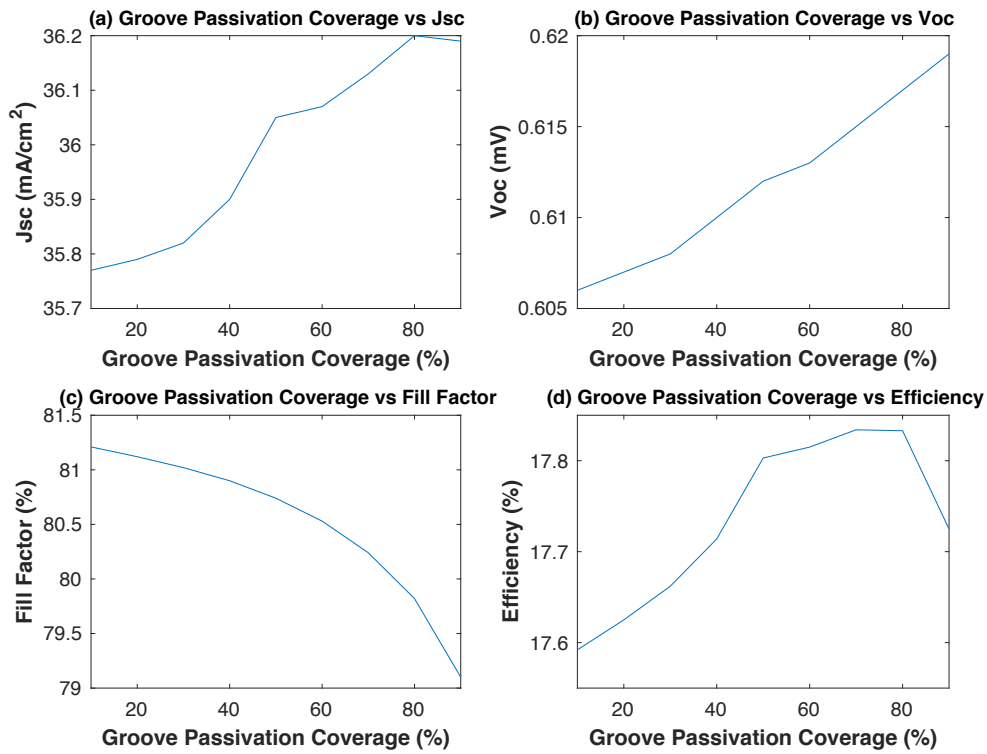 (a) Groove Passivation Coverage vs Jsc
36.2
36.1
36
35.9
35.8
35.7
Jsc (mA/cm²)
20 40 60 80
Groove Passivation Coverage (%)
(b) Groove Passivation Coverage vs Voc
0.62
0.615
0.61
0.605
Voc (mV)
20 40 60 80
Groove Passivation Coverage (%)
(c) Groove Passivation Coverage vs Fill Factor
81.5
81
80.5
80
79.5
79
Fill Factor (%)
20 40 60 80
Groove Passivation Coverage (%)
(d) Groove Passivation Coverage vs Efficiency
17.8
17.7
17.6
Efficiency (%)
20 40 60 80
Groove Passivation Coverage (%)